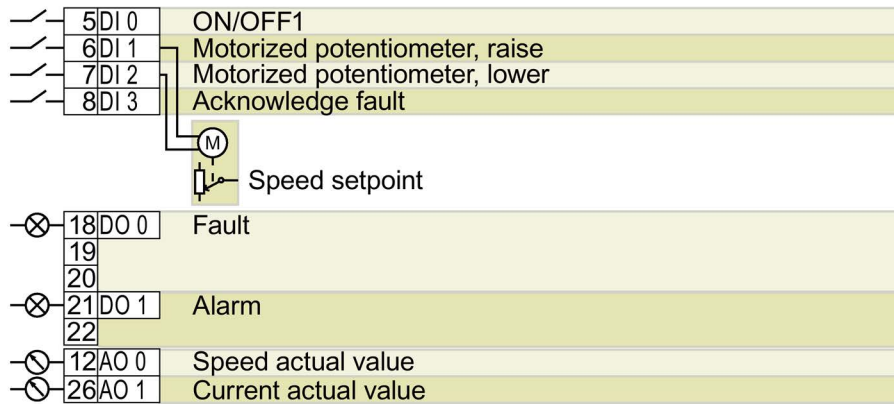 5 DI 0 ON/OFF1
6 DI 1 Motorized potentiometer, raise
7 DI 2 Motorized potentiometer, lower
8 DI 3 Acknowledge fault
M
Speed setpoint
18 DO 0 Fault
19
20
21 DO 1 Alarm
22
12 AO 0 Speed actual value
26 AO 1 Current actual value